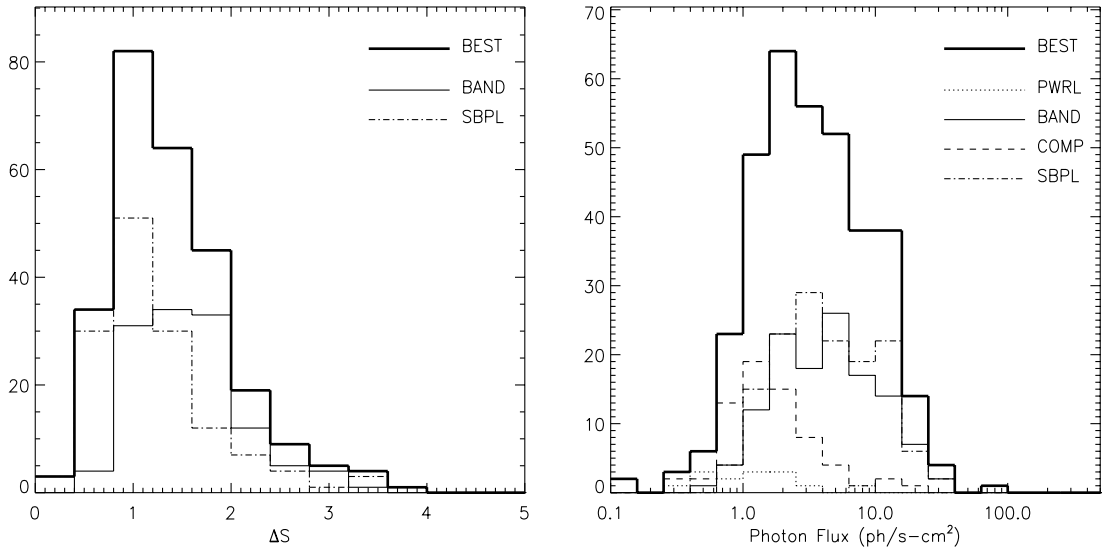 80
60
40
20
0
0
1
2
3
4
5
ΔS
BEST
BAND
SBPL
70
60
50
40
30
20
10
0
0.1
1.0
10.0
100.0
Photon Flux (ph/s-cm²)
BEST
PWRL
BAND
COMP
SBPL